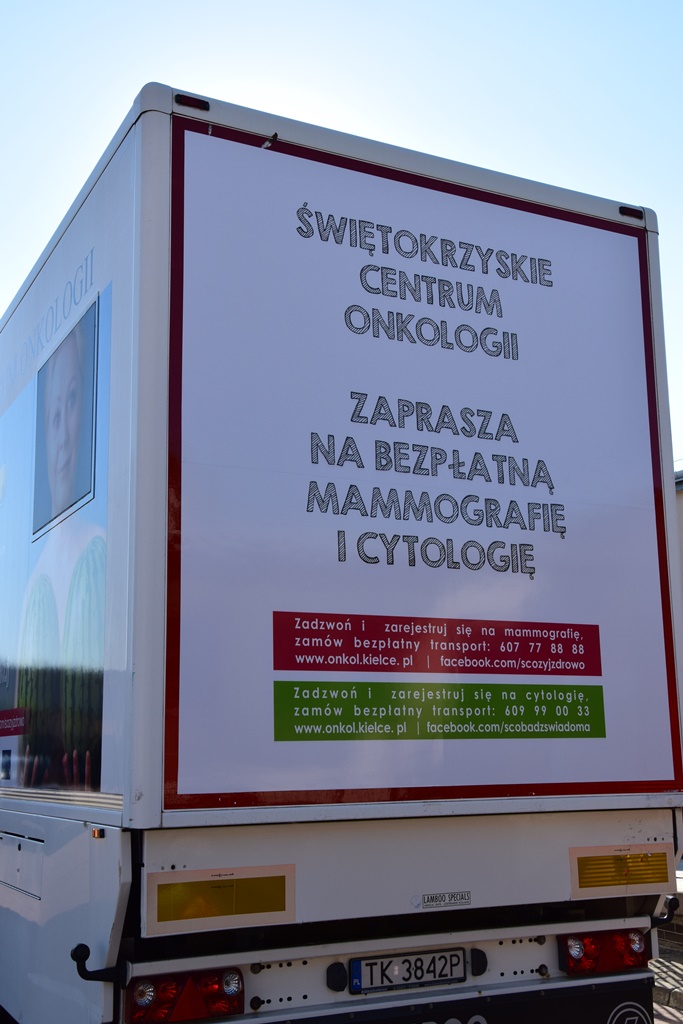 ŚWIĘTOKRZYSKIE
CENTRUM
ONKOLOGII
ZAPRASZA
NA BEZPŁATNĄ
MAMMOGRAFIĘ
I CYTOLOGIĘ
Zadzwoń i zarejestruj się na mammografię,
zamów bezpłatny transport: 607 77 88 88
www.onkol.kielce.pl | facebook.com/scozyjzdrowo
Zadzwoń i zarejestruj się na cytologię,
zamów bezpłatny transport: 609 99 00 33
www.onkol.kielce.pl | facebook.com/scobadzswiadoma
ONKOLOGII
LAMBOO SPECIALS
PL TK 3842P